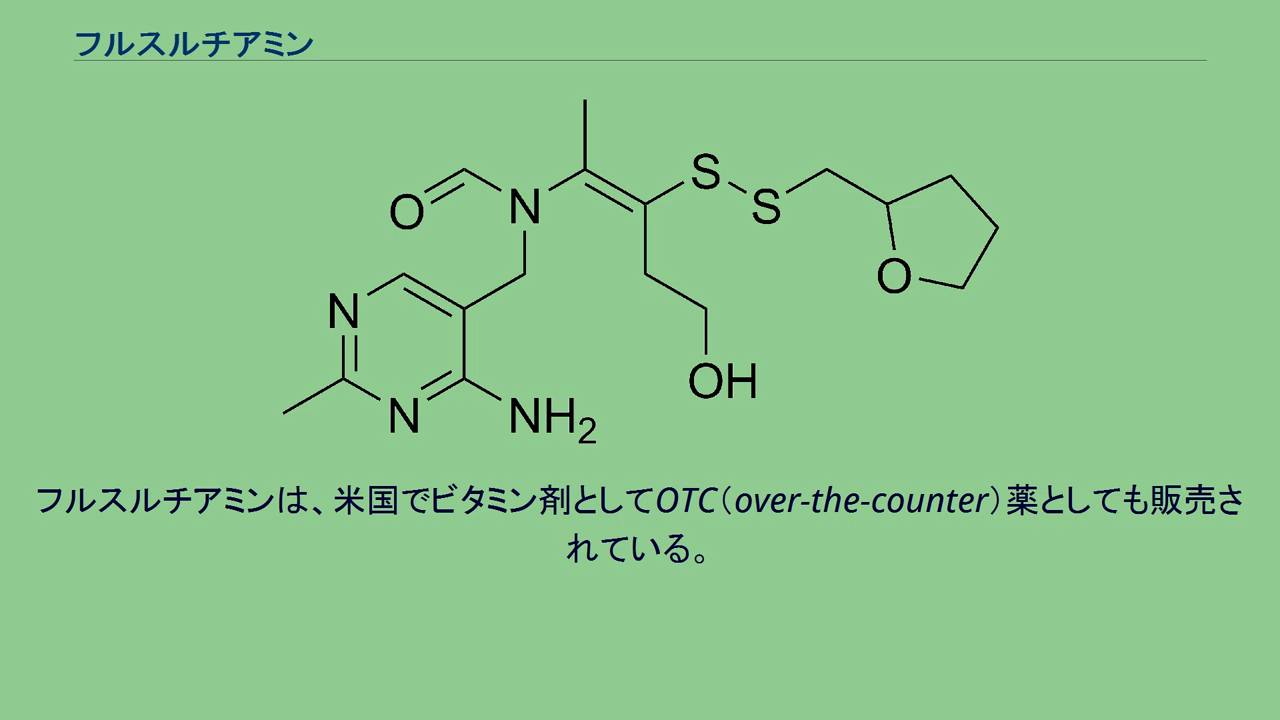 フルスルチアミン
O
N
S
S
O
N
N
NH2
OH
フルスルチアミンは、米国でビタミン剤としてOTC（over-the-counter）薬としても販売さ
れている。